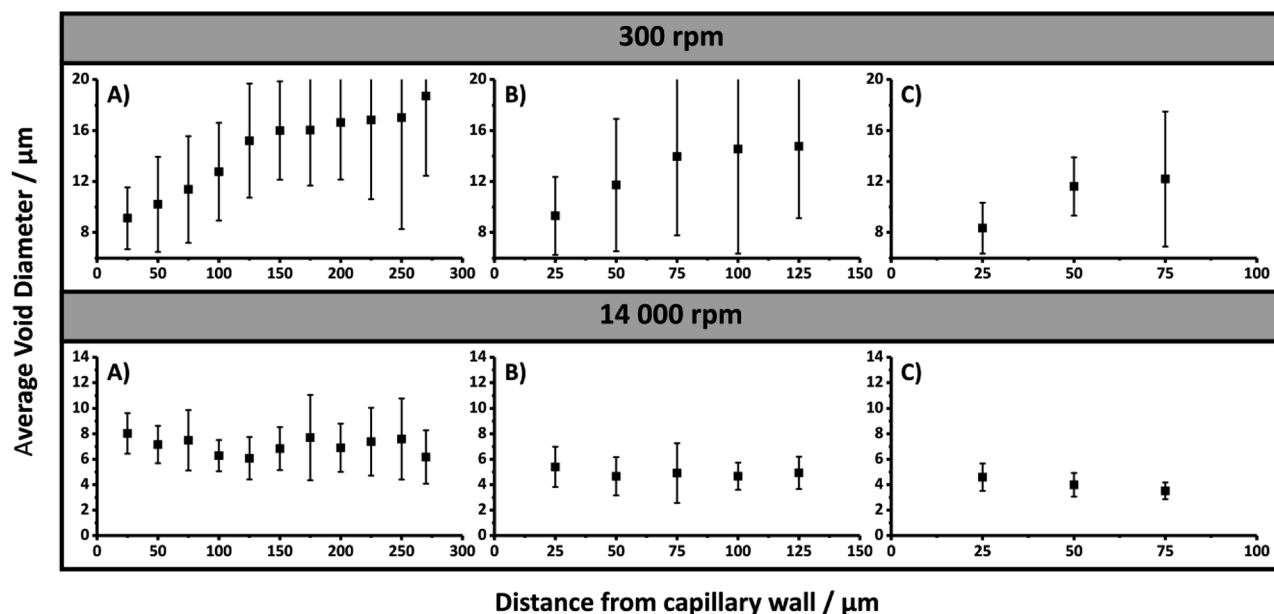 300 rpm
Average Void Diameter / µm
A)
20
16
12
8
0 50 100 150 200 250 300
B)
20
16
12
8
0 25 50 75 100 125 150
C)
20
16
12
8
0 25 50 75 100
14 000 rpm
A)
14
12
10
8
6
4
2
0
0 50 100 150 200 250 300
B)
14
12
10
8
6
4
2
0
0 25 50 75 100 125 150
C)
14
12
10
8
6
4
2
0
0 25 50 75 100
Distance from capillary wall / µm